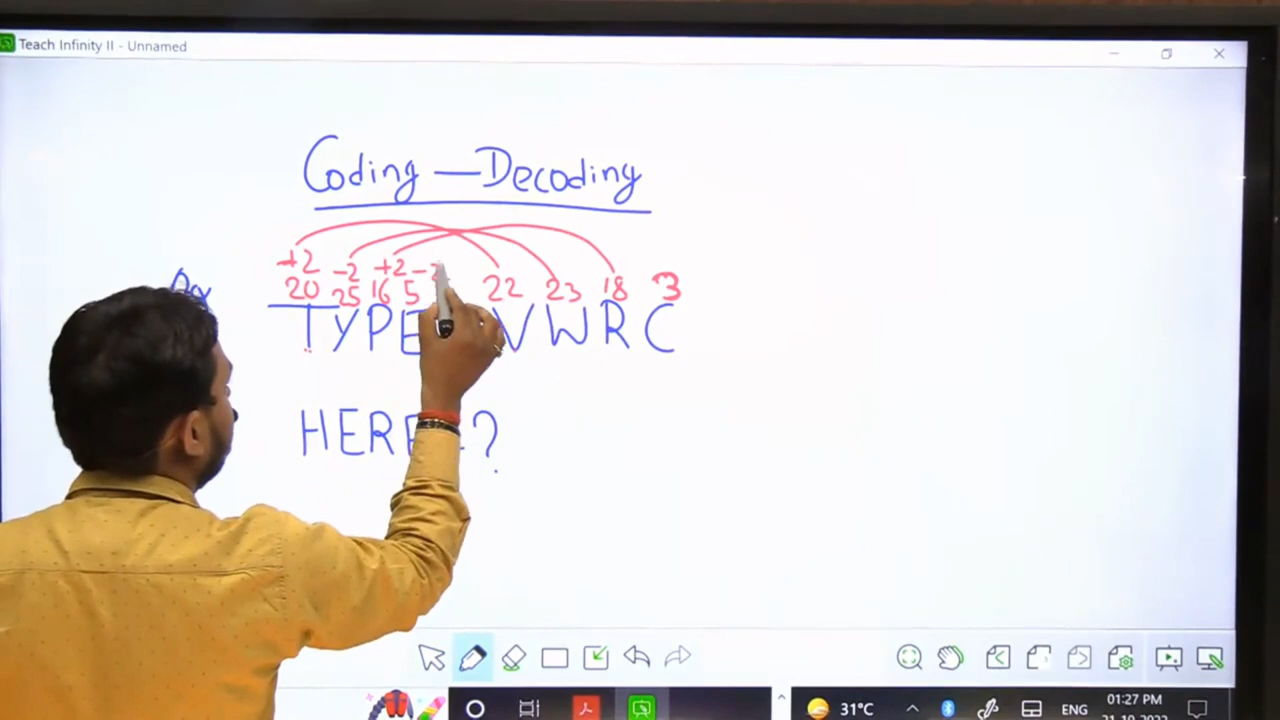 Teach Infinity II - Unnamed
Coding — Decoding
+2 -2 +2 -2
20 25 16 5 22 23 18 3
TYPE VWRC
HERE ?
31°C
ENG
01:27 PM